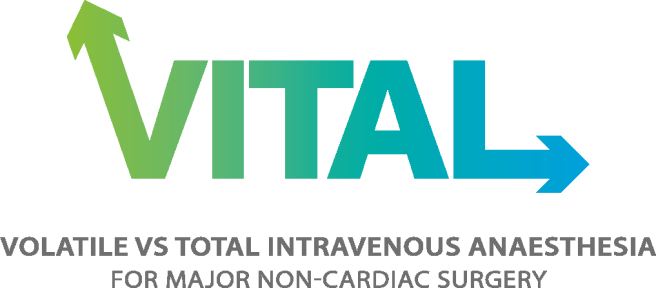 VITAL
VOLATILE VS TOTAL INTRAVENOUS ANAESTHESIA
FOR MAJOR NON-CARDIAC SURGERY